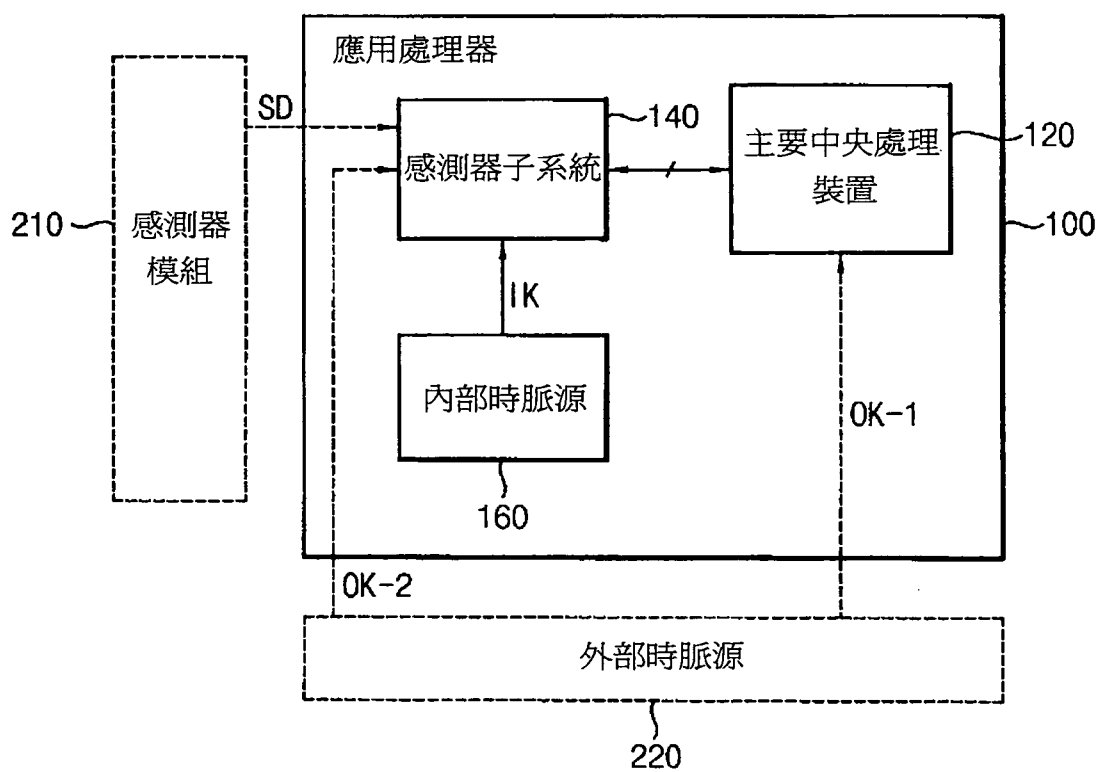 應用處理器
SD
140
感測器子系統
主要中央處理
裝置
120
100
210
感測器
模組
IK
內部時脈源
160
OK-1
OK-2
外部時脈源
220